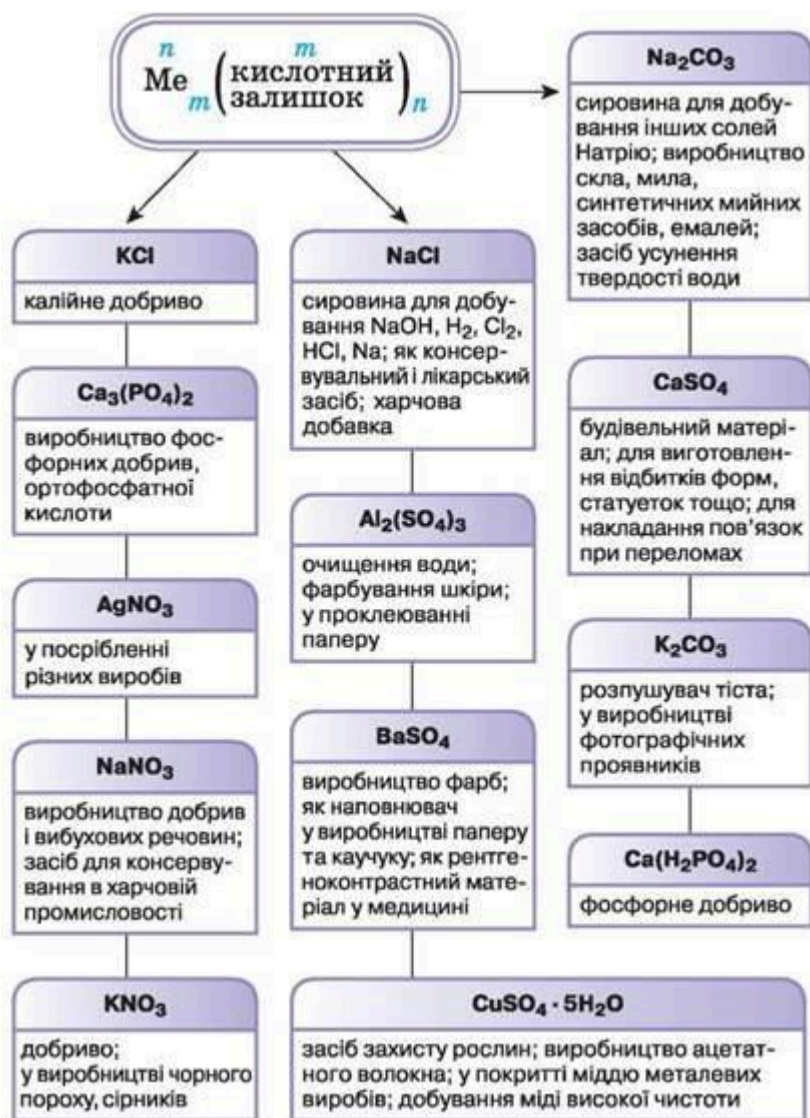 n m
Me m (кислотний
залишок) n
Na₂CO₃
сировина для добу-
вання інших солей
Натрію; виробництво
скла, мила,
синтетичних мийних
засобів, емалей;
засіб усунення
твердості води
KCl
калійне добриво
Ca₃(PO₄)₂
виробництво фос-
форних добрив,
ортофосфатної
кислоти
AgNO₃
у посрібленні
різних виробів
NaNO₃
виробництво добрив
і вибухових речовин;
засіб для консерву-
вання в харчовій
промисловості
KNO₃
добриво;
у виробництві чорного
пороху, сірників
NaCl
сировина для добу-
вання NaOH, H₂, Cl₂,
HCl, Na; як консер-
вувальний і лікарський
засіб; харчова
добавка
Al₂(SO₄)₃
очищення води;
фарбування шкіри;
у проклеюванні
паперу
BaSO₄
виробництво фарб;
як наповнювач
у виробництві паперу
та каучуку; як рентге-
ноконтрастний мате-
ріал у медицині
CuSO₄ · 5H₂O
засіб захисту рослин; виробництво ацетат-
ного волокна; у покритті міддю металевих
виробів; добування міді високої чистоти
CaSO₄
будівельний матері-
ал; для виготовлен-
ня відбитків форм,
статуеток тощо; для
накладання пов’язок
при переломах
K₂CO₃
розпушувач тіста;
у виробництві
фотографічних
проявників
Ca(H₂PO₄)₂
фосфорне добриво